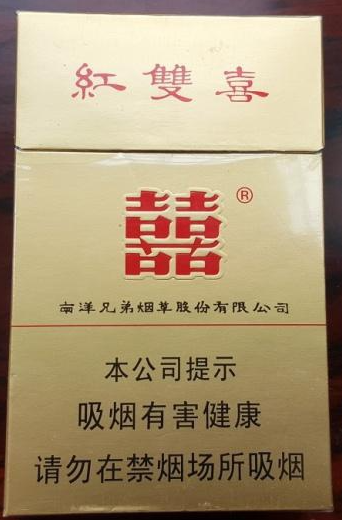 紅雙喜
囍®
南洋兄弟烟草股份有限公司
本公司提示
吸烟有害健康
请勿在禁烟场所吸烟